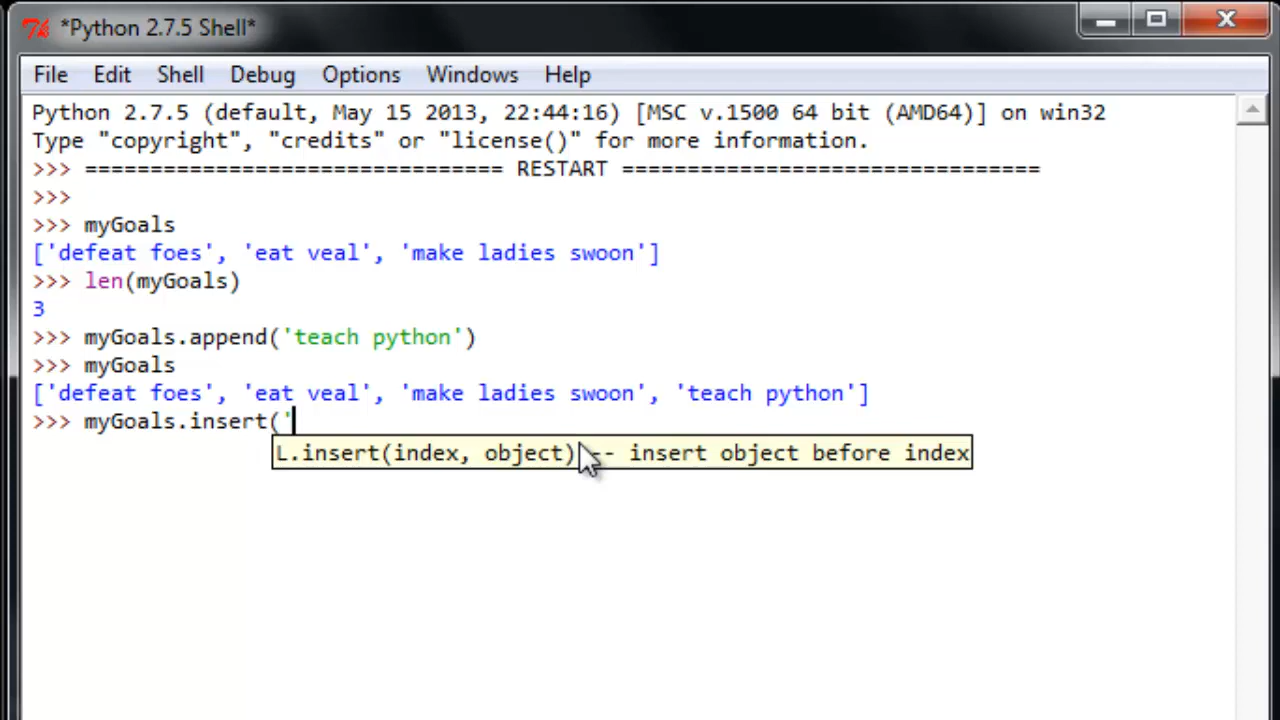 *Python 2.7.5 Shell*
File Edit Shell Debug Options Windows Help
Python 2.7.5 (default, May 15 2013, 22:44:16) [MSC v.1500 64 bit (AMD64)] on win32
Type "copyright", "credits" or "license()" for more information.
>>> ================================ RESTART ================================
>>>
>>> myGoals
['defeat foes', 'eat veal', 'make ladies swoon']
>>> len(myGoals)
3
>>> myGoals.append('teach python')
>>> myGoals
['defeat foes', 'eat veal', 'make ladies swoon', 'teach python']
>>> myGoals.insert('
L.insert(index, object) -- insert object before index